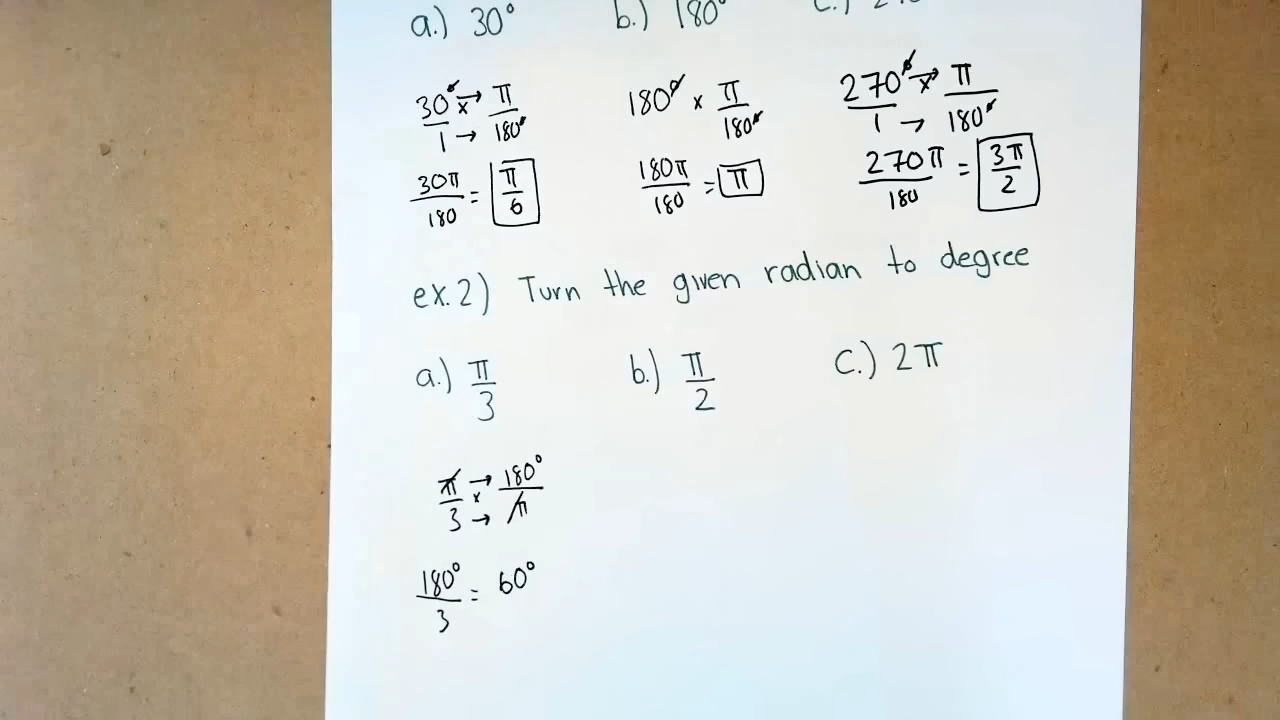 a.) 30° b.) 180°
30°/1 × π/180° 180° × π/180° 270°/1 × π/180°
30π/180 = π/6 180π/180 = π 270π/180 = 3π/2
ex.2) Turn the given radian to degree
a.) π/3 b.) π/2 c.) 2π
π/3 × 180°/π
180°/3 = 60°